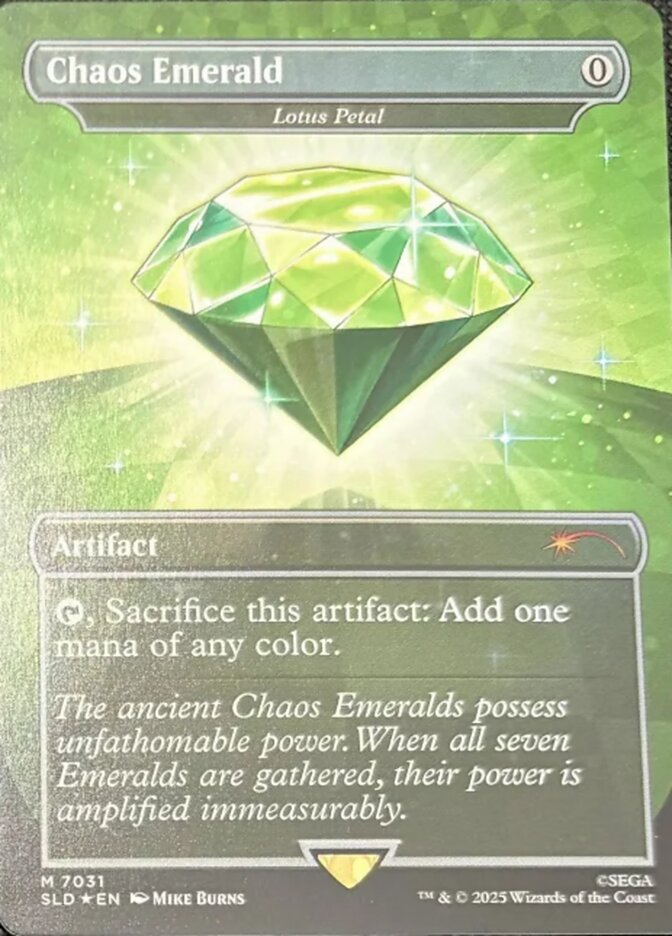 Chaos Emerald 0
Lotus Petal
Artifact
, Sacrifice this artifact: Add one
mana of any color.
The ancient Chaos Emeralds possess
unfathomable power. When all seven
Emeralds are gathered, their power is
amplified immeasurably.
M 7031 ©SEGA
SLD★EN Mike Burns ™ & © 2025 Wizards of the Coast